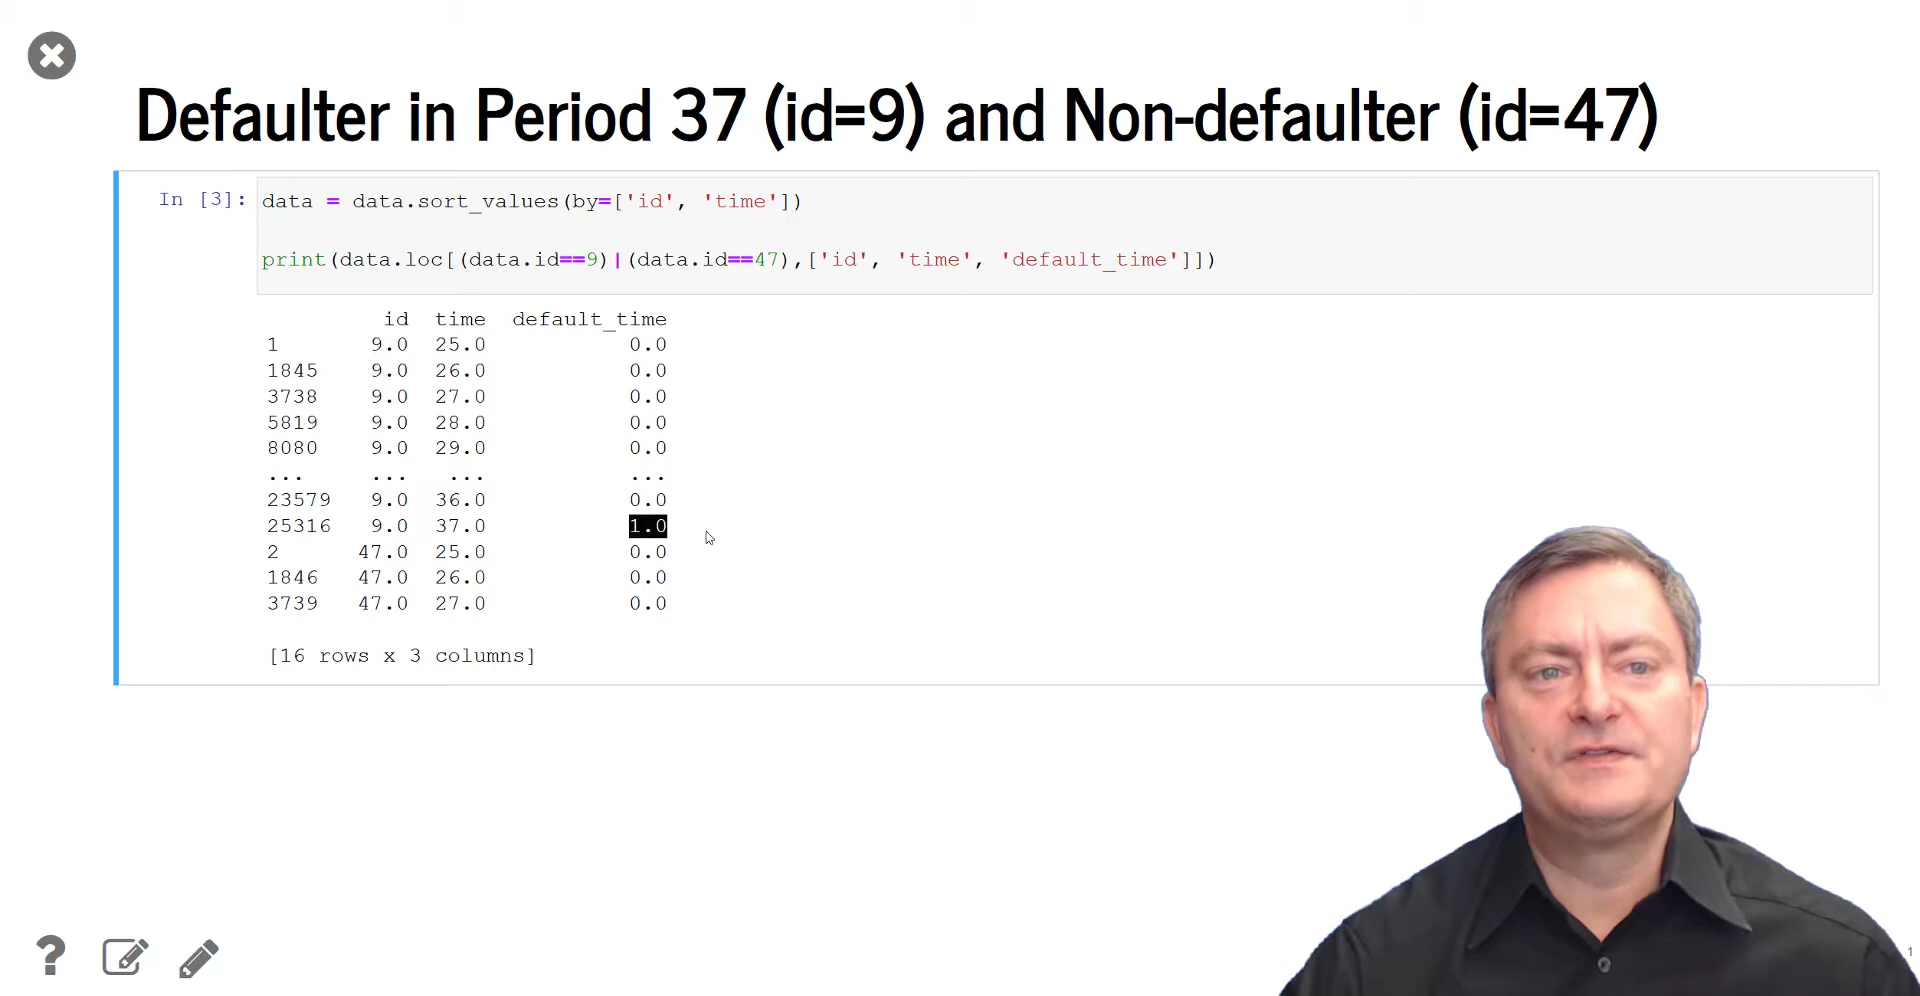 Defaulter in Period 37 (id=9) and Non-defaulter (id=47)
In [3]: data = data.sort_values(by=['id', 'time'])
print(data.loc[(data.id==9)|(data.id==47),['id', 'time', 'default_time']])
id time default_time
1 9.0 25.0 0.0
1845 9.0 26.0 0.0
3738 9.0 27.0 0.0
5819 9.0 28.0 0.0
8080 9.0 29.0 0.0
... ... ... ...
23579 9.0 36.0 0.0
25316 9.0 37.0 1.0
2 47.0 25.0 0.0
1846 47.0 26.0 0.0
3739 47.0 27.0 0.0
[16 rows x 3 columns]
?
1